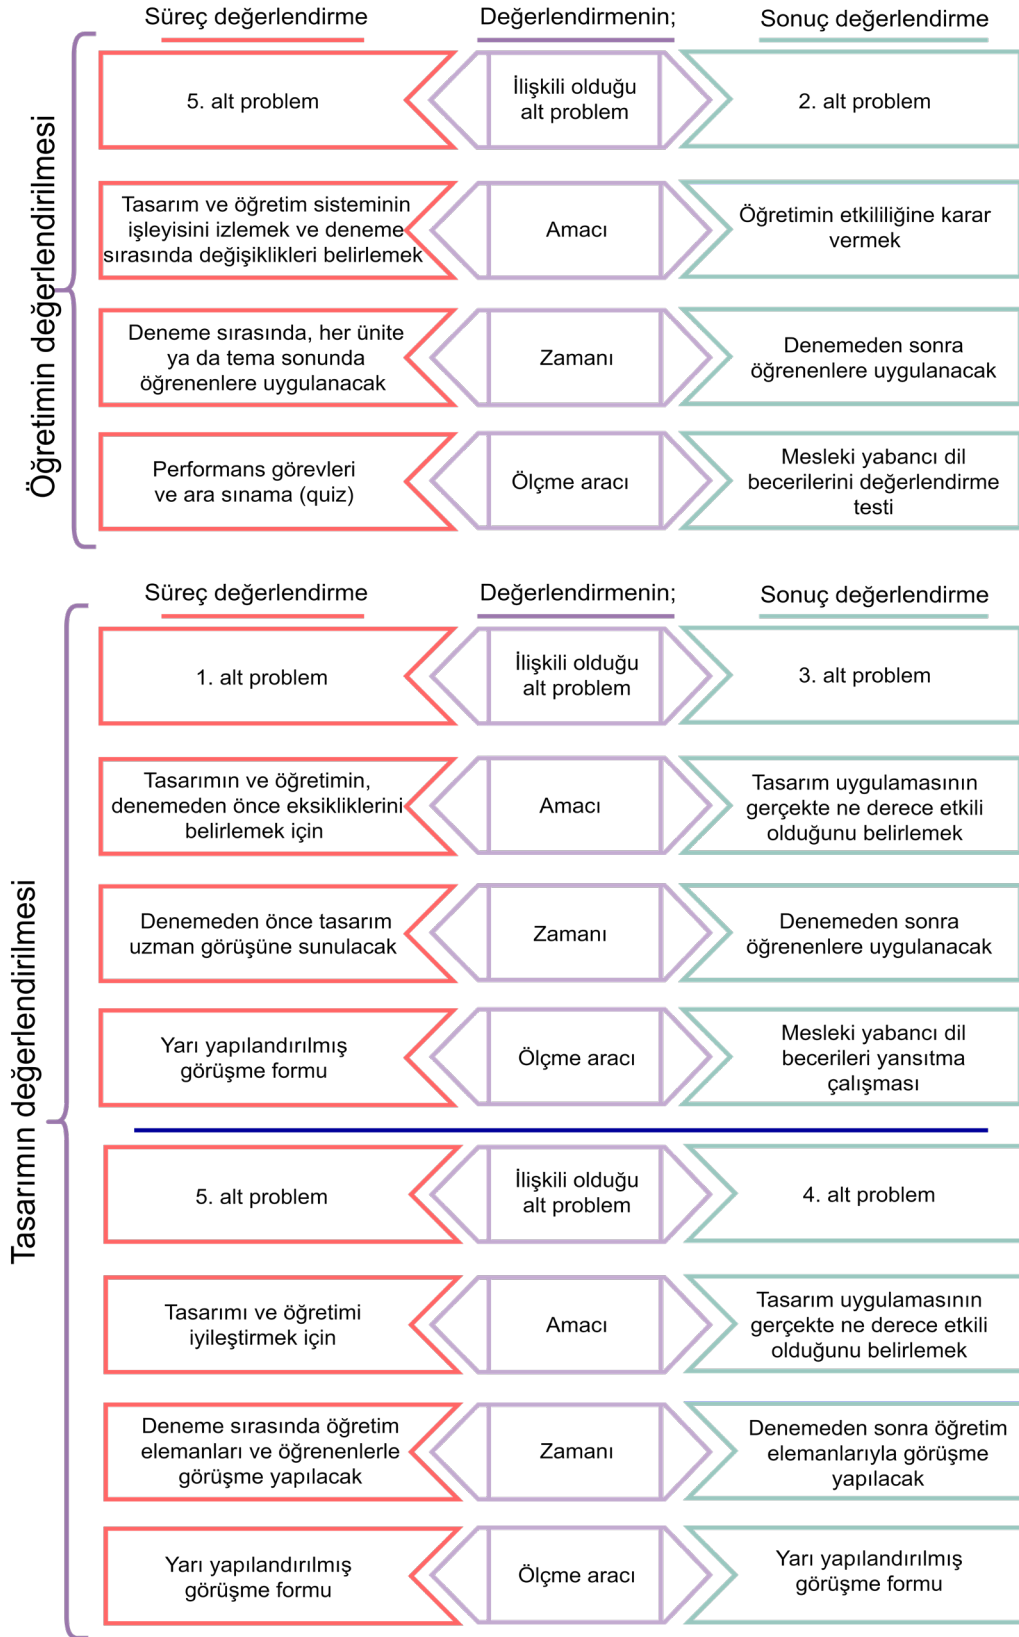 Süreç değerlendirme
Değerlendirmenin;
Sonuç değerlendirme
Öğretimin değerlendirilmesi
5. alt problem
İlişkili olduğu
alt problem
2. alt problem
Tasarım ve öğretim sisteminin
işleyisini izlemek ve deneme
sırasında değişiklikleri belirlemek
Amacı
Öğretimin etkililiğine karar
vermek
Deneme sırasında, her ünite
ya da tema sonunda
öğrenenlere uygulanacak
Zamanı
Denemeden sonra
öğrenenlere uygulanacak
Performans görevleri
ve ara sınama (quiz)
Ölçme aracı
Mesleki yabancı dil
becerilerini değerlendirme
testi
Süreç değerlendirme
Değerlendirmenin;
Sonuç değerlendirme
Tasarımın değerlendirilmesi
1. alt problem
İlişkili olduğu
alt problem
3. alt problem
Tasarımın ve öğretimin,
denemeden önce eksikliklerini
belirlemek için
Amacı
Tasarım uygulamasının
gerçekte ne derece etkili
olduğunu belirlemek
Denemeden önce tasarım
uzman görüşüne sunulacak
Zamanı
Denemeden sonra
öğrenenlere uygulanacak
Yarı yapılandırılmış
görüşme formu
Ölçme aracı
Mesleki yabancı dil
becerileri yansıtma
çalışması
5. alt problem
İlişkili olduğu
alt problem
4. alt problem
Tasarımı ve öğretimi
iyileştirmek için
Amacı
Tasarım uygulamasının
gerçekte ne derece etkili
olduğunu belirlemek
Deneme sırasında öğretim
elemanları ve öğrenenlerle
görüşme yapılacak
Zamanı
Denemeden sonra öğretim
elemanlarıyla görüşme
yapılacak
Yarı yapılandırılmış
görüşme formu
Ölçme aracı
Yarı yapılandırılmış
görüşme formu